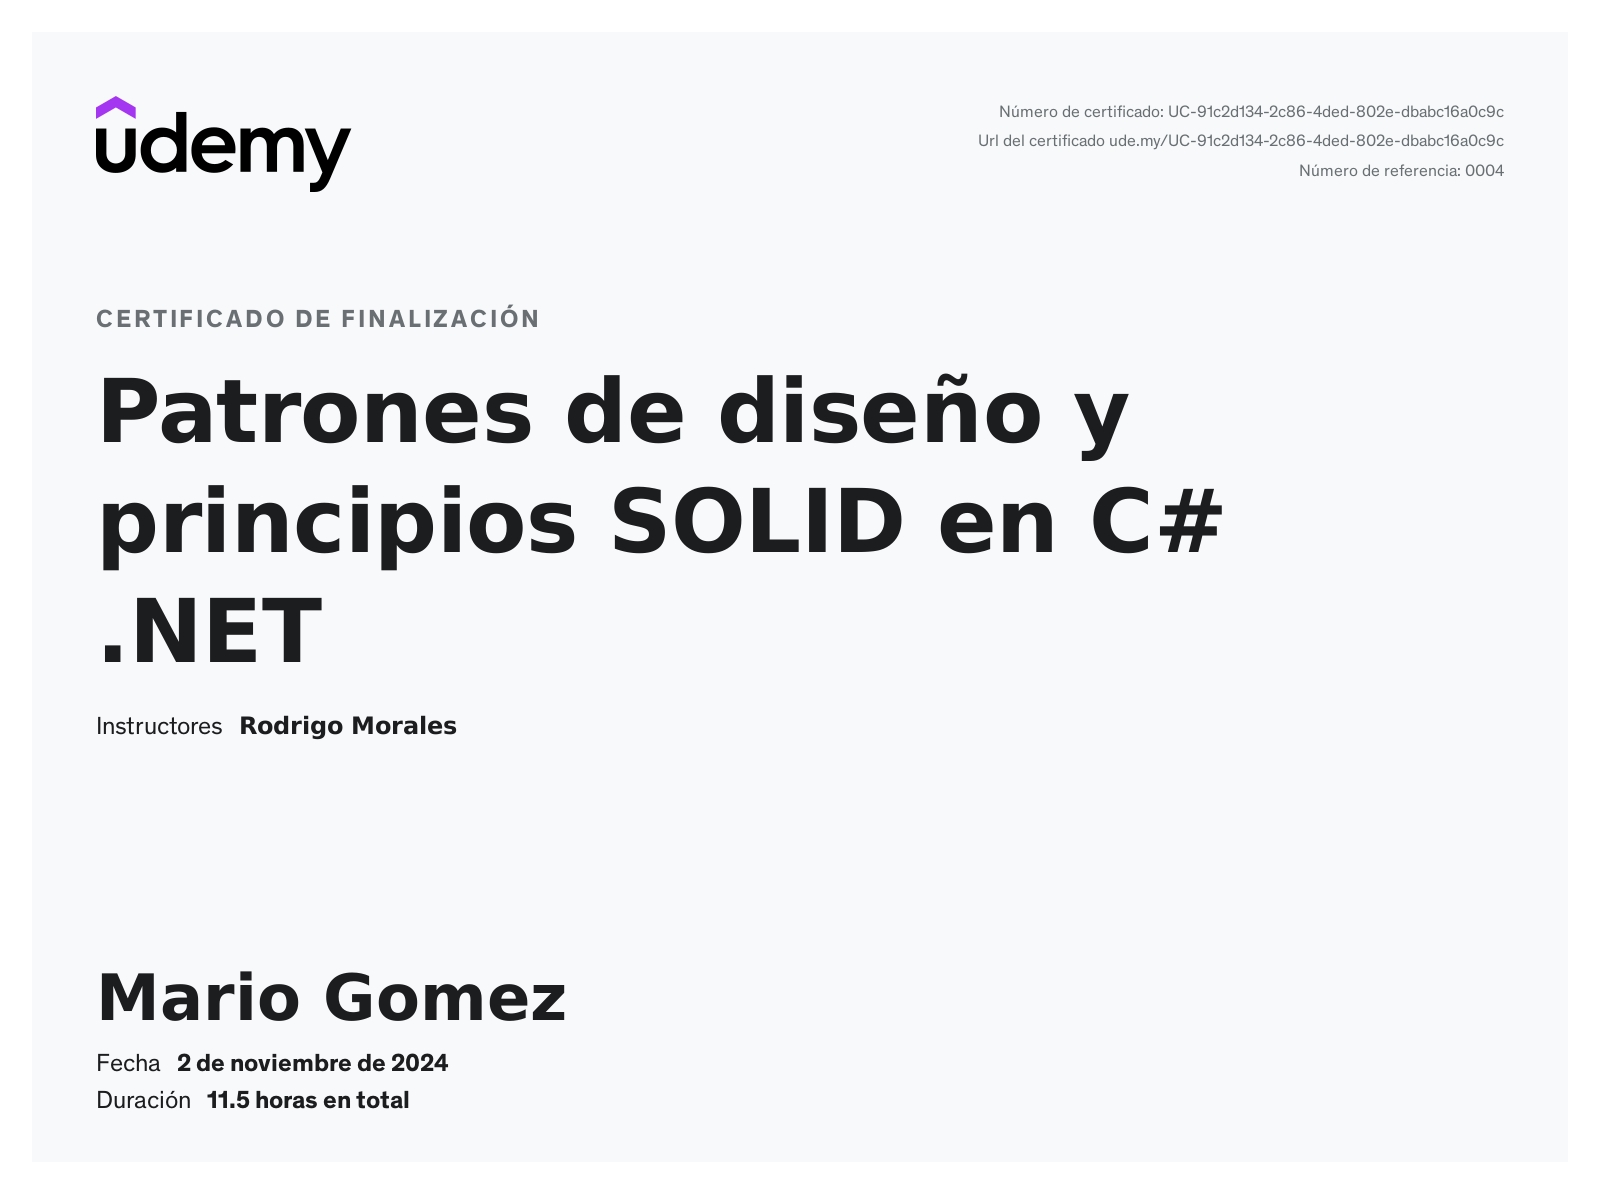 udemy
Número de certificado: UC-91c2d134-2c86-4ded-802e-dbabc16a0c9c
Url del certificado ude.my/UC-91c2d134-2c86-4ded-802e-dbabc16a0c9c
Número de referencia: 0004
CERTIFICADO DE FINALIZACIÓN
Patrones de diseño y
principios SOLID en C#
.NET
Instructores Rodrigo Morales
Mario Gomez
Fecha 2 de noviembre de 2024
Duración 11.5 horas en total